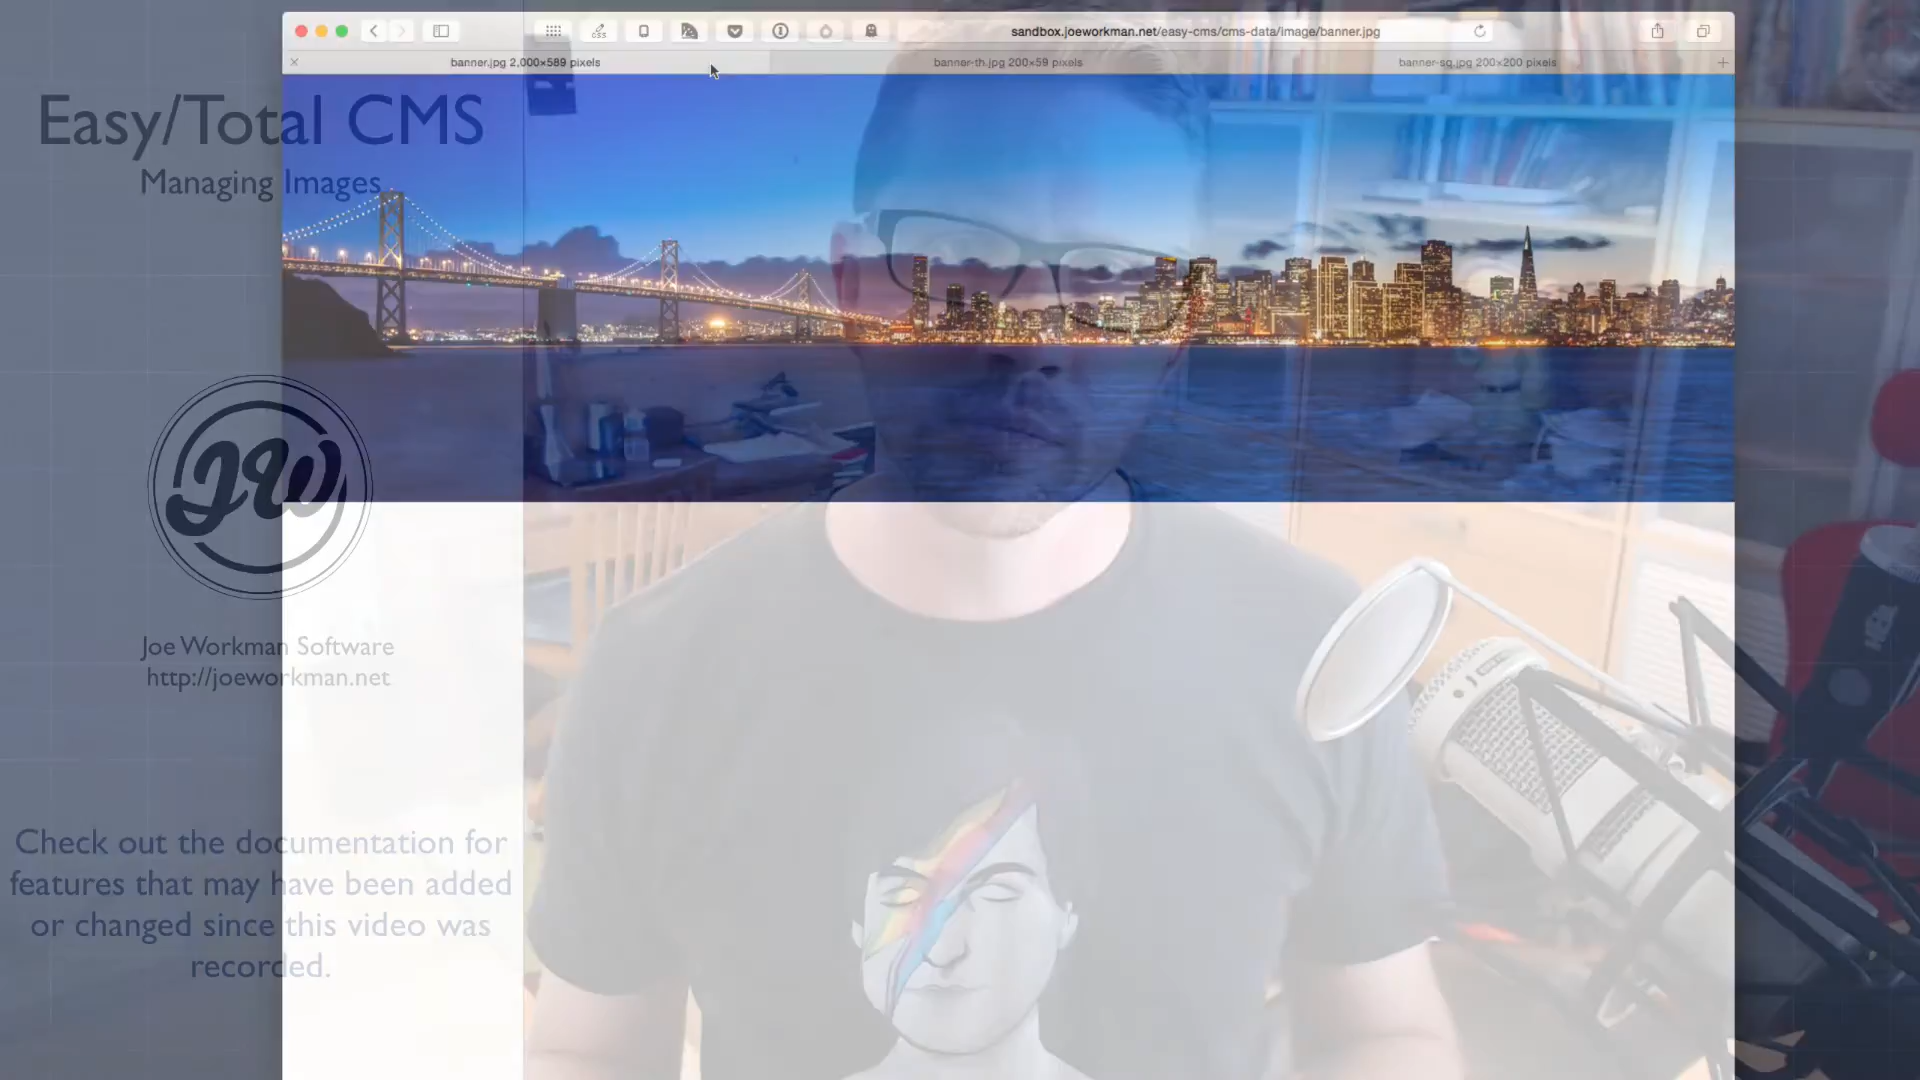 sandbox.joeworkman.net/easy-cms/cms-data/image/banner.jpg
banner.jpg 2,000×589 pixels
banner-th.jpg 200×59 pixels
banner-sq.jpg 200×200 pixels
css
Easy/Total CMS
Managing Images
JW
Joe Workman Software
http://joeworkman.net
Check out the documentation for
features that may have been added
or changed since this video was
recorded.